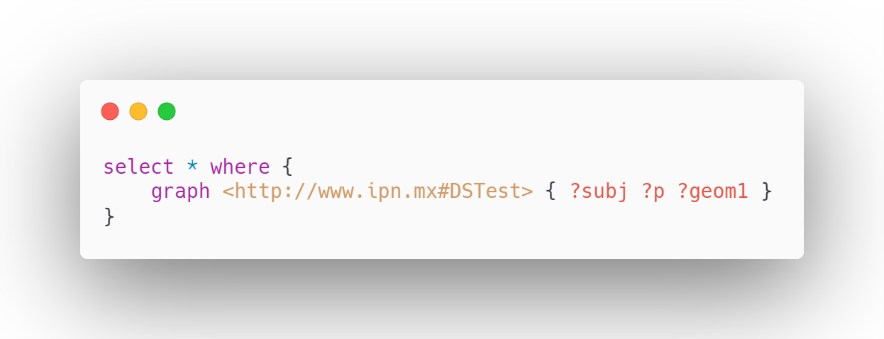 select * where {
    graph <http://www.ipn.mx#DSTest> { ?subj ?p ?geom1 }
}